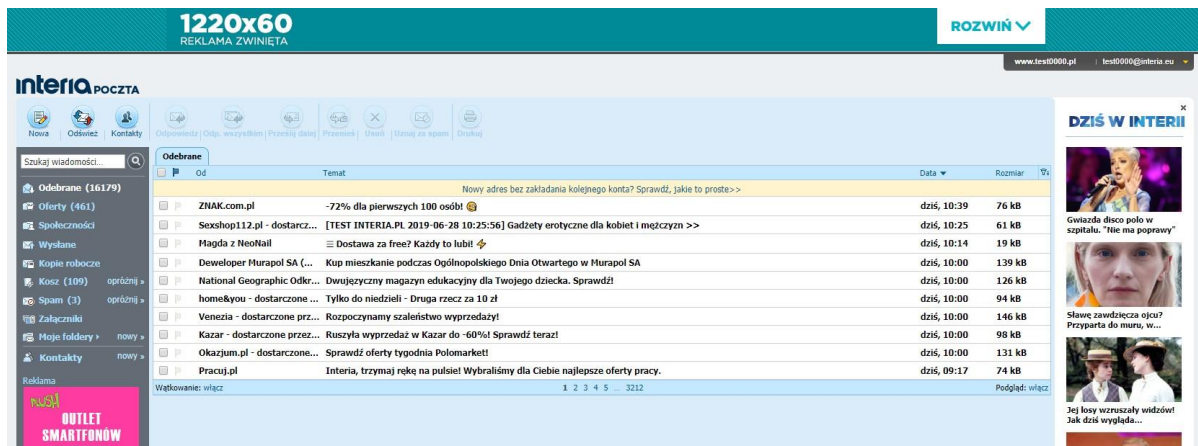 1220x60
REKLAMA ZWINIĘTA
ROZWIŃ
www.test0000.pl | test0000@interia.eu
interia POCZTA
Nowa | Odśwież | Kontakty
Odpowiedz | Odp. wszystkim | Prześlij dalej | Przenieś | Usuń | Uznaj za spam | Drukuj
Szukaj wiadomości...
Odebrane (16179)
Oferty (461)
Społeczności
Wysłane
Kopie robocze
Kosz (109) opróżnij »
Spam (3) opróżnij »
Załączniki
Moje foldery nowy »
Kontakty nowy »
Reklama
PLUSH
OUTLET
SMARTFONÓW
Odebrane
Od Temat Data Rozmiar
Nowy adres bez zakładania kolejnego konta? Sprawdź, jakie to proste>>
ZNAK.com.pl -72% dla pierwszych 100 osób! dziś, 10:39 76 kB
Sexshop112.pl - dostarcz... [TEST INTERIA.PL 2019-06-28 10:25:56] Gadżety erotyczne dla kobiet i mężczyzn >> dziś, 10:25 61 kB
Magda z NeoNail ☰ Dostawa za free? Każdy to lubi! ⚡ dziś, 10:14 19 kB
Deweloper Murapol SA (... Kup mieszkanie podczas Ogólnopolskiego Dnia Otwartego w Murapol SA dziś, 10:00 139 kB
National Geographic Odkr... Dwujęzyczny magazyn edukacyjny dla Twojego dziecka. Sprawdź! dziś, 10:00 126 kB
home&you - dostarczone ... Tylko do niedzieli - Druga rzecz za 10 zł dziś, 10:00 94 kB
Venezia - dostarczone prz... Rozpoczynamy szaleństwo wyprzedaży! dziś, 10:00 146 kB
Kazar - dostarczone przez... Ruszyła wyprzedaż w Kazar do -60%! Sprawdź teraz! dziś, 10:00 98 kB
Okazjum.pl - dostarczone... Sprawdź oferty tygodnia Polomarket! dziś, 10:00 131 kB
Pracuj.pl Interia, trzymaj rękę na pulsie! Wybraliśmy dla Ciebie najlepsze oferty pracy. dziś, 09:17 74 kB
Wątkowanie: włącz 1 2 3 4 5 ... 3212 Podgląd: włącz
DZIŚ W INTERII
Gwiazda disco polo w
szpitalu. "Nie ma poprawy"
Sławę zawdzięcza ojcu?
Przyparta do muru, w...
Jej losy wzruszały widzów!
Jak dziś wygląda...